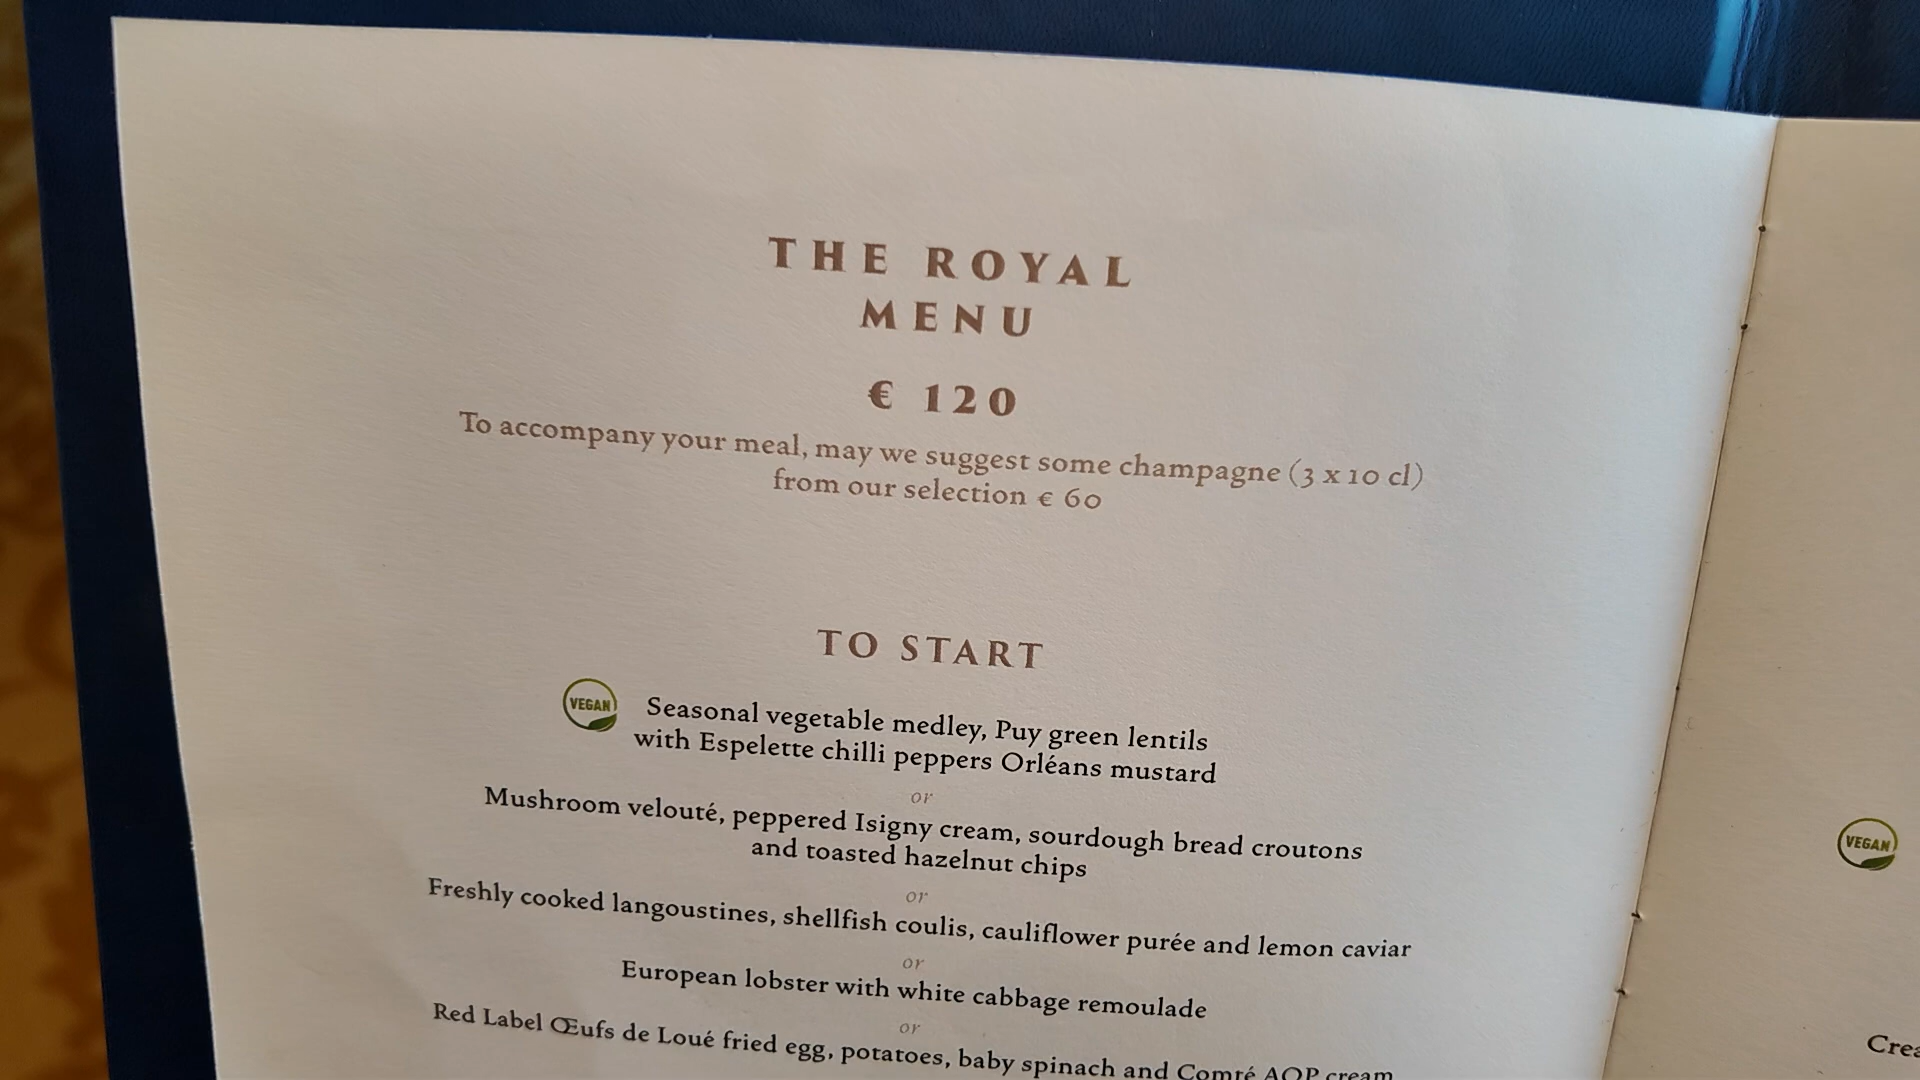 THE ROYAL
MENU
€ 120
To accompany your meal, may we suggest some champagne (3 x 10 cl)
from our selection € 60
TO START
VEGAN Seasonal vegetable medley, Puy green lentils
with Espelette chilli peppers Orléans mustard
or
Mushroom velouté, peppered Isigny cream, sourdough bread croutons
and toasted hazelnut chips
or
Freshly cooked langoustines, shellfish coulis, cauliflower purée and lemon caviar
or
European lobster with white cabbage remoulade
or
Red Label Œufs de Loué fried egg, potatoes, baby spinach and Comté AOP cream
VEGAN